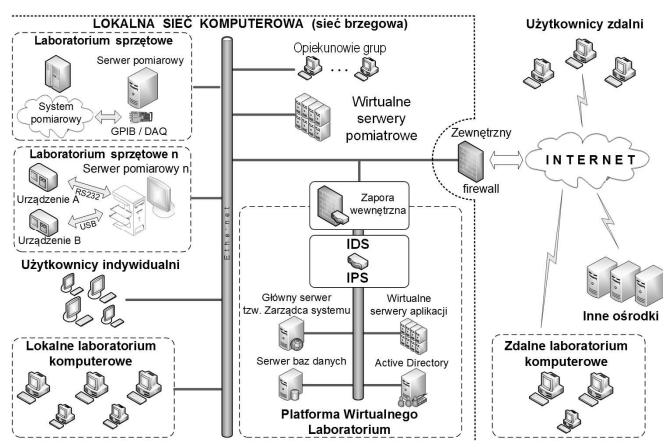 LOKALNA SIEĆ KOMPUTEROWA (sieć brzegowa)
Laboratorium sprzętowe
Serwer pomiarowy
System
pomiarowy
GPIB / DAQ
Laboratorium sprzętowe n
Serwer pomiarowy n
Urządzenie A
RS232
USB
Urządzenie B
Użytkownicy indywidualni
Lokalne laboratorium
komputerowe
Ethe-net
Opiekunowie grup
Wirtualne
serwery
pomiatrowe
Zewnętrzny
firewall
Zapora
wewnętrzna
IDS
IPS
Główny serwer
tzw. Zarządca systemu
Wirtualne
serwery aplikacji
Serwer baz danych
Active Directory
Platforma Wirtualnego
Laboratorium
Użytkownicy zdalni
INTERNET
Inne ośrodki
Zdalne laboratorium
komputerowe